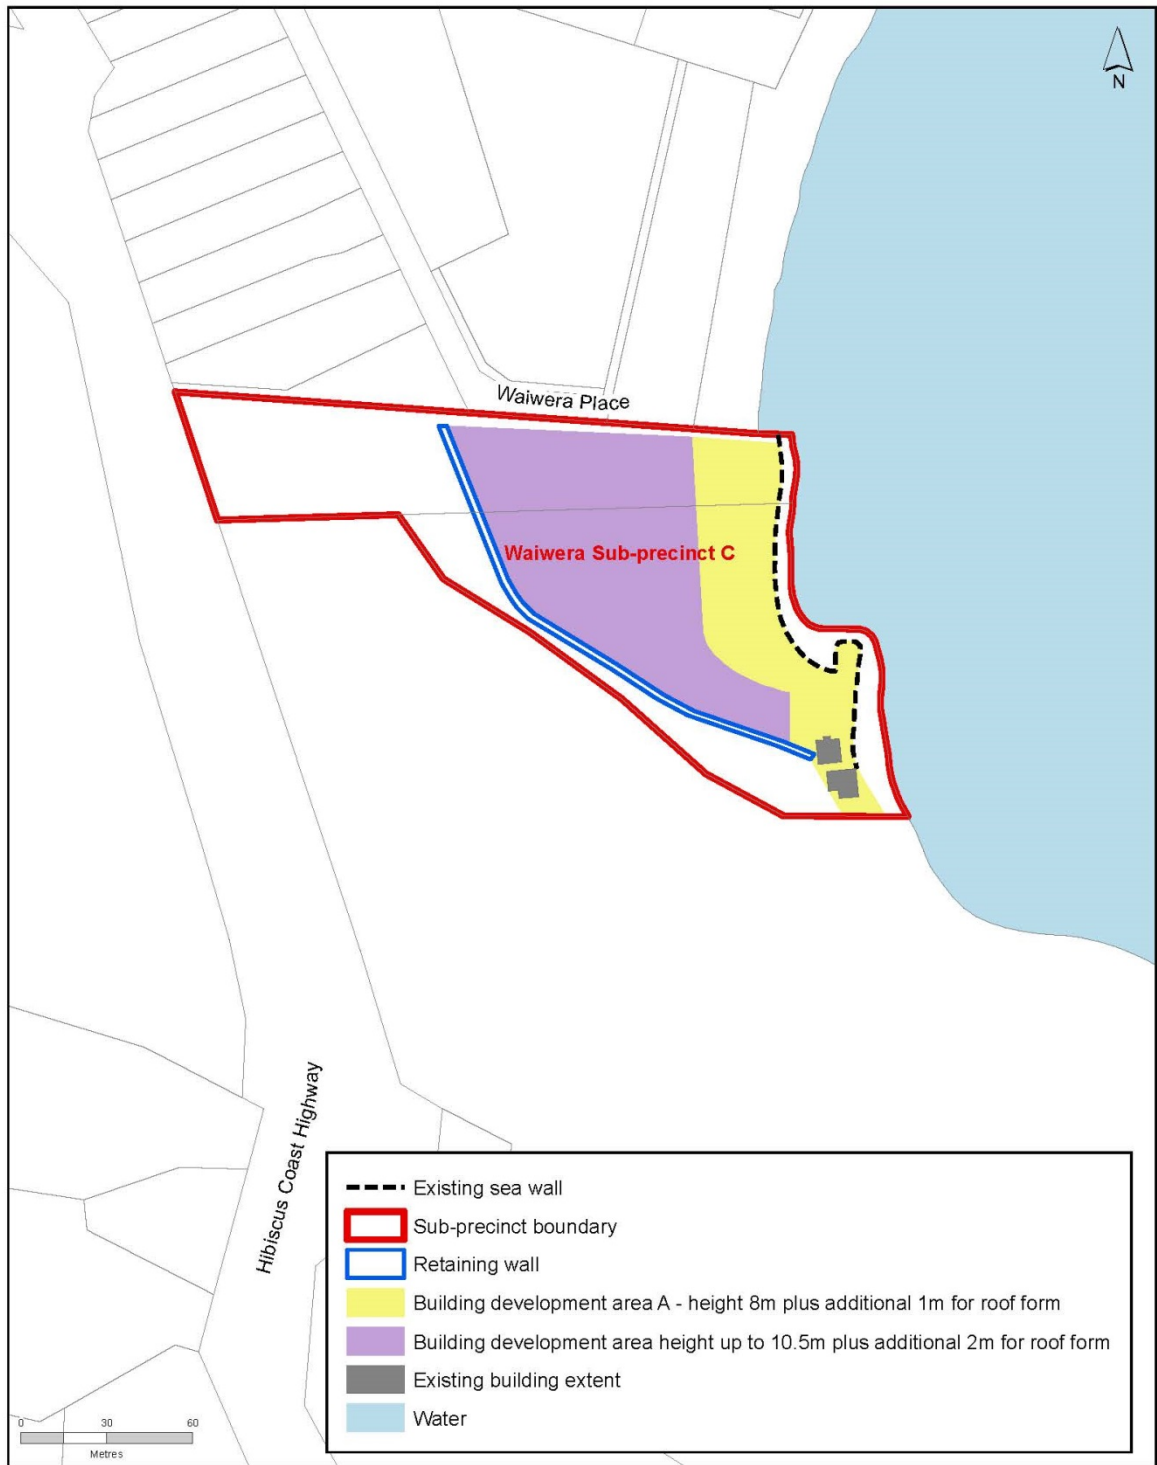 N
Waiwera Place
Waiwera Sub-precinct C
Hibiscus Coast Highway
Existing sea wall
Sub-precinct boundary
Retaining wall
Building development area A - height 8m plus additional 1m for roof form
Building development area height up to 10.5m plus additional 2m for roof form
Existing building extent
Water
0 30 60
Metres